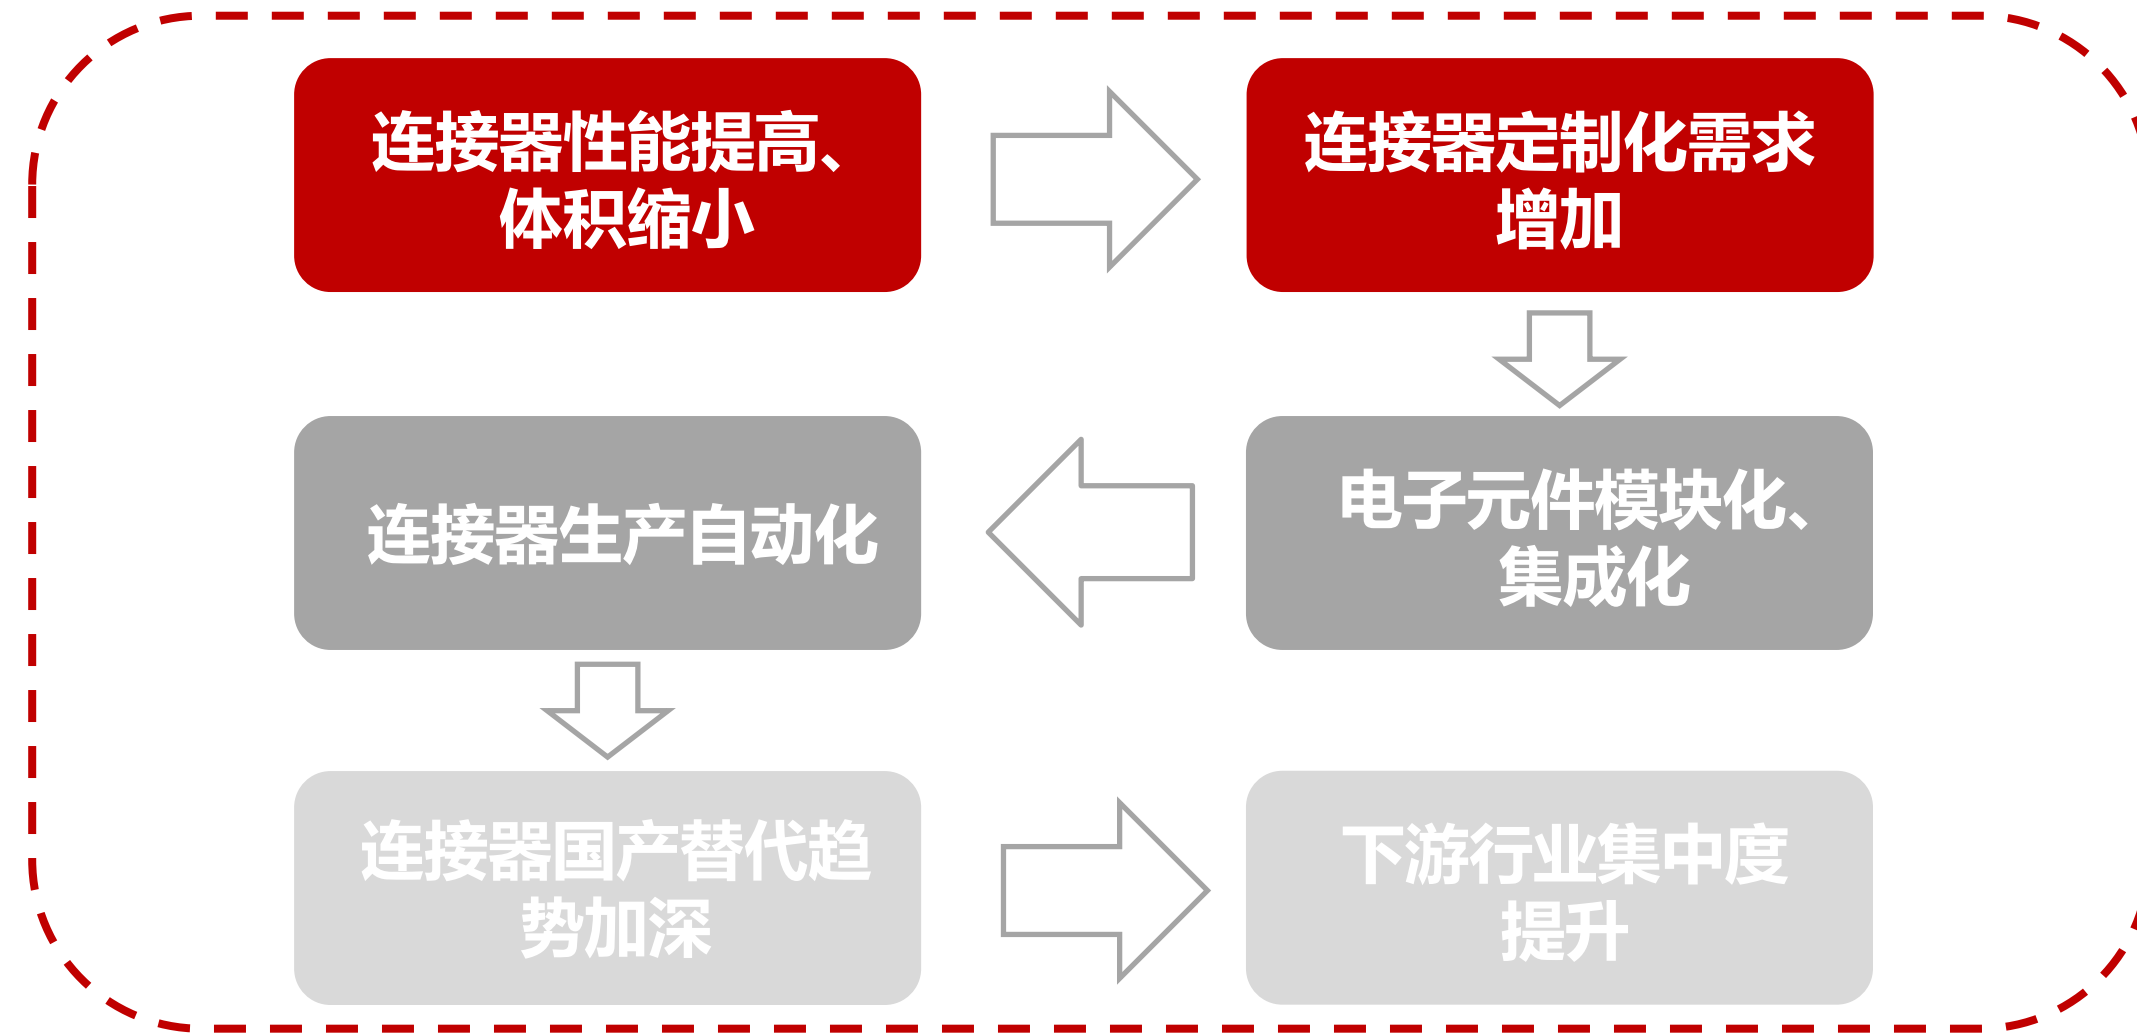 连接器性能提高、
体积缩小
连接器定制化需求
增加
电子元件模块化、
集成化
连接器生产自动化
连接器国产替代趋
势加深
下游行业集中度
提升